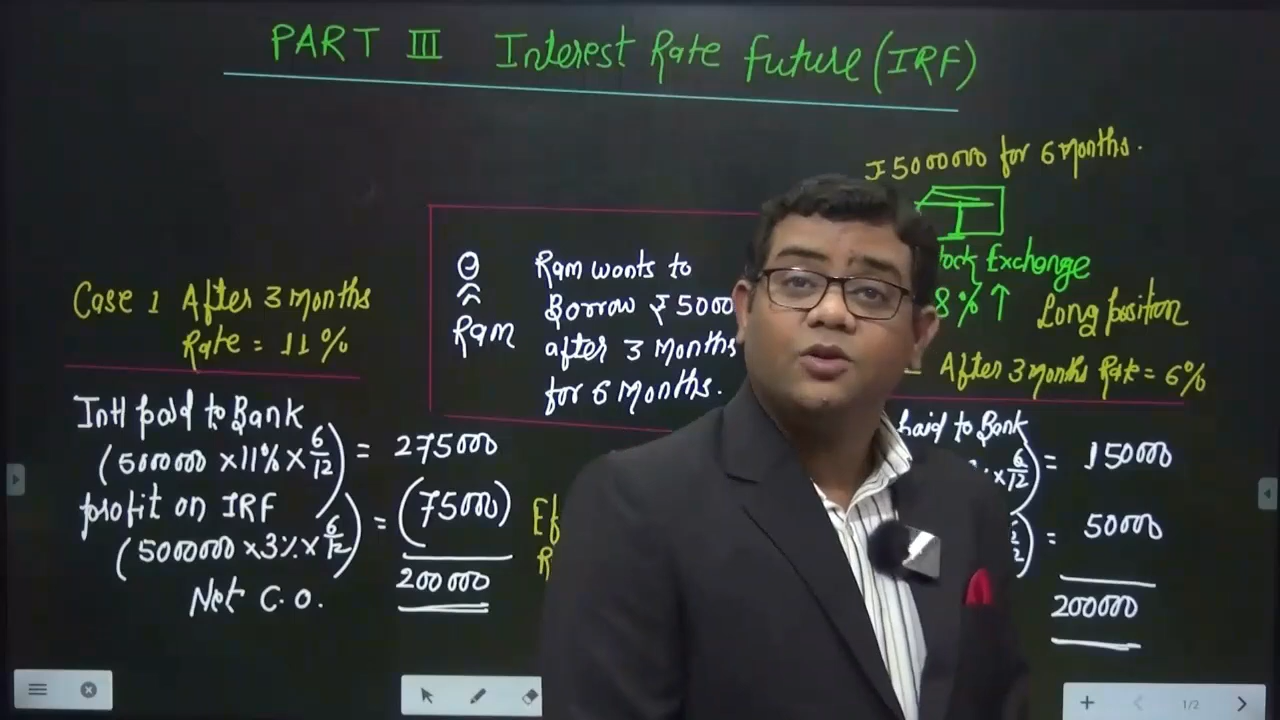 PART III Interest Rate Future (IRF)
₹5000000 for 6 Months.
Ram wants to
Borrow ₹5000
after 3 Months
for 6 Months.
Ram
tock Exchange
8% ↑
Long position
Case 1 After 3 months
Rate = 11%
Intt paid to Bank
(5000000 × 11% × 6/12) = 275000
profit on IRF
(5000000 × 3% × 6/12) = (75000)
Net C.O.
200000
Ef
R
After 3 months Rate = 6%
paid to Bank
× 6/12) = 150000
= 50000
200000
1/2